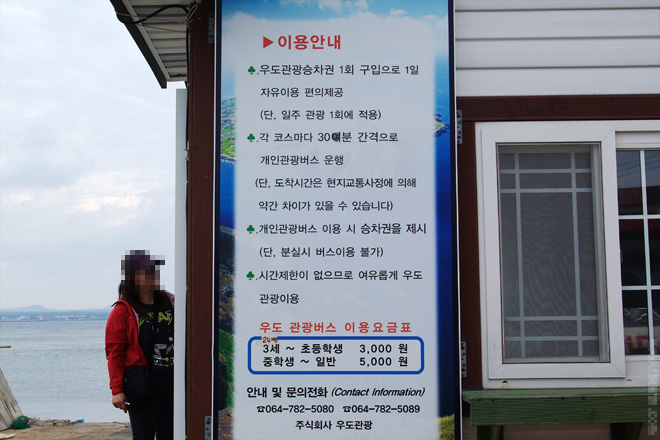 ▶이용안내
♣.우도관광승차권 1회 구입으로 1일
자유이용 편의제공
(단, 일주 관광 1회에 적용)
♣.각 코스마다 30분 간격으로
개인관광버스 운행
(단, 도착시간은 현지교통사정에 의해
약간 차이가 있을 수 있습니다)
♣.개인관광버스 이용 시 승차권을 제시
(단, 분실시 버스이용 불가)
♣.시간제한이 없으므로 여유롭게 우도
관광이용
우도 관광버스 이용요금표
3세 ~ 초등학생 3,000 원
중학생 ~ 일반 5,000 원
안내 및 문의전화 (Contact Information)
☎064-782-5080 ☎064-782-5089
주식회사 우도관광